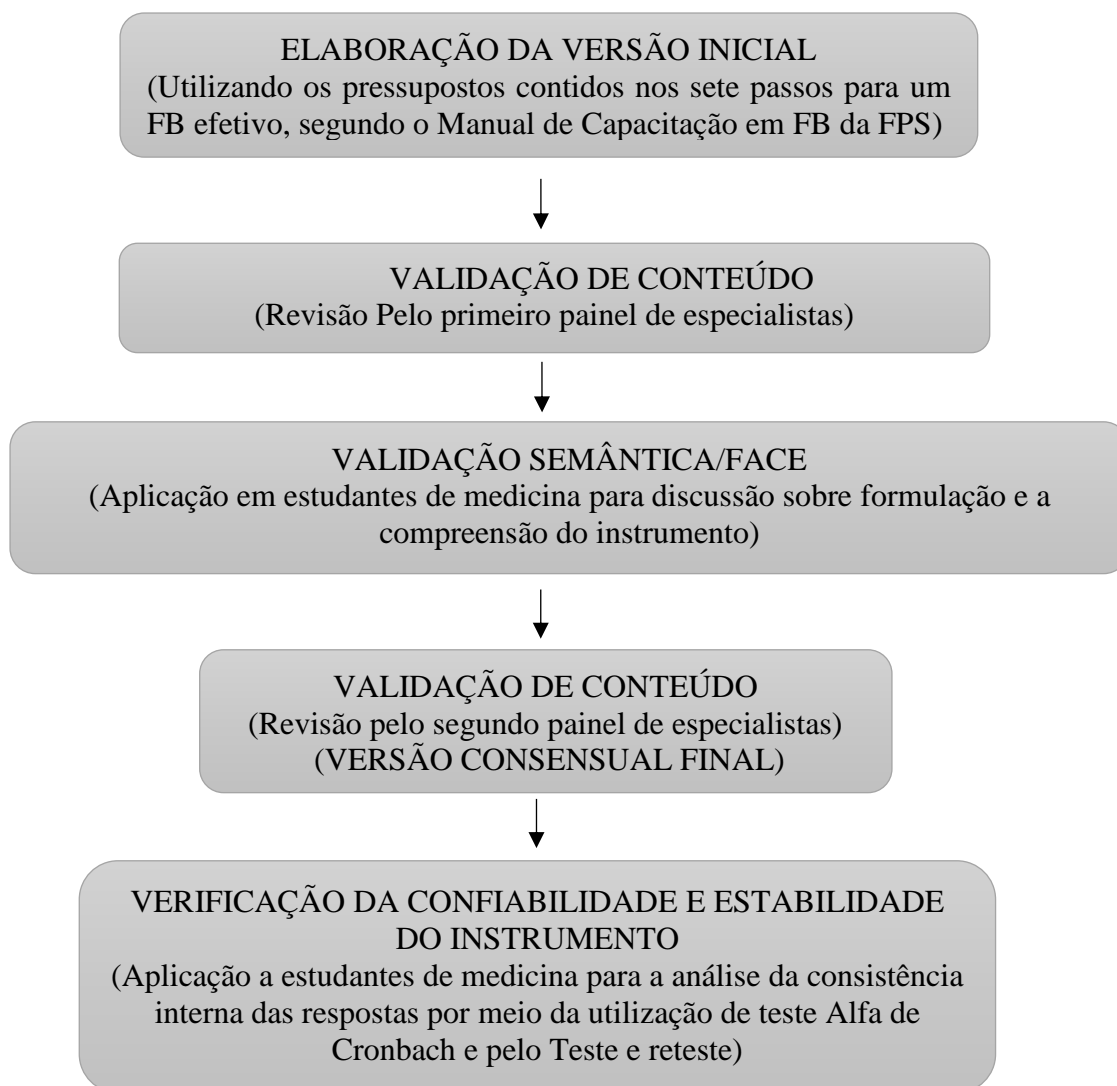 ELABORAÇÃO DA VERSÃO INICIAL
(Utilizando os pressupostos contidos nos sete passos para um
FB efetivo, segundo o Manual de Capacitação em FB da FPS)
VALIDAÇÃO DE CONTEÚDO
(Revisão Pelo primeiro painel de especialistas)
VALIDAÇÃO SEMÂNTICA/FACE
(Aplicação em estudantes de medicina para discussão sobre formulação e a
compreensão do instrumento)
VALIDAÇÃO DE CONTEÚDO
(Revisão pelo segundo painel de especialistas)
(VERSÃO CONSENSUAL FINAL)
VERIFICAÇÃO DA CONFIABILIDADE E ESTABILIDADE
DO INSTRUMENTO
(Aplicação a estudantes de medicina para a análise da consistência
interna das respostas por meio da utilização de teste Alfa de
Cronbach e pelo Teste e reteste)